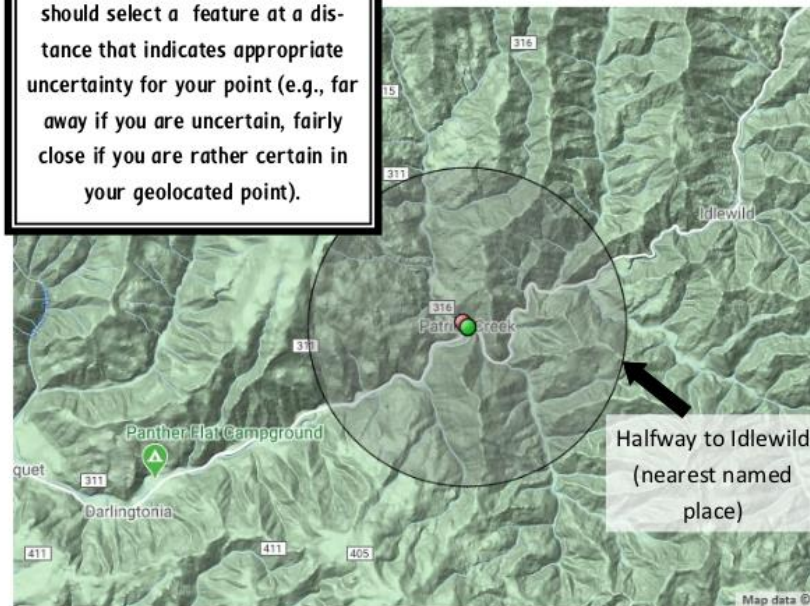 should select a feature at a dis-
tance that indicates appropriate
uncertainty for your point (e.g., far
away if you are uncertain, fairly
close if you are rather certain in
your geolocated point).
316
15
311
Idlewild
316
Patri Creek
311
Panther Flat Campground
quet
311
Darlingtonia
411
411
405
Halfway to Idlewild
(nearest named
place)
Map data ©